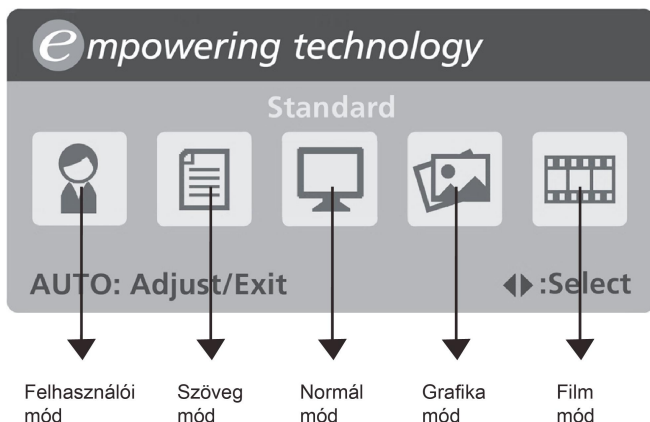 empowering technology
Standard
AUTO: Adjust/Exit ◀▶ :Select
Felhasználói mód
Szöveg mód
Normál mód
Grafika mód
Film mód